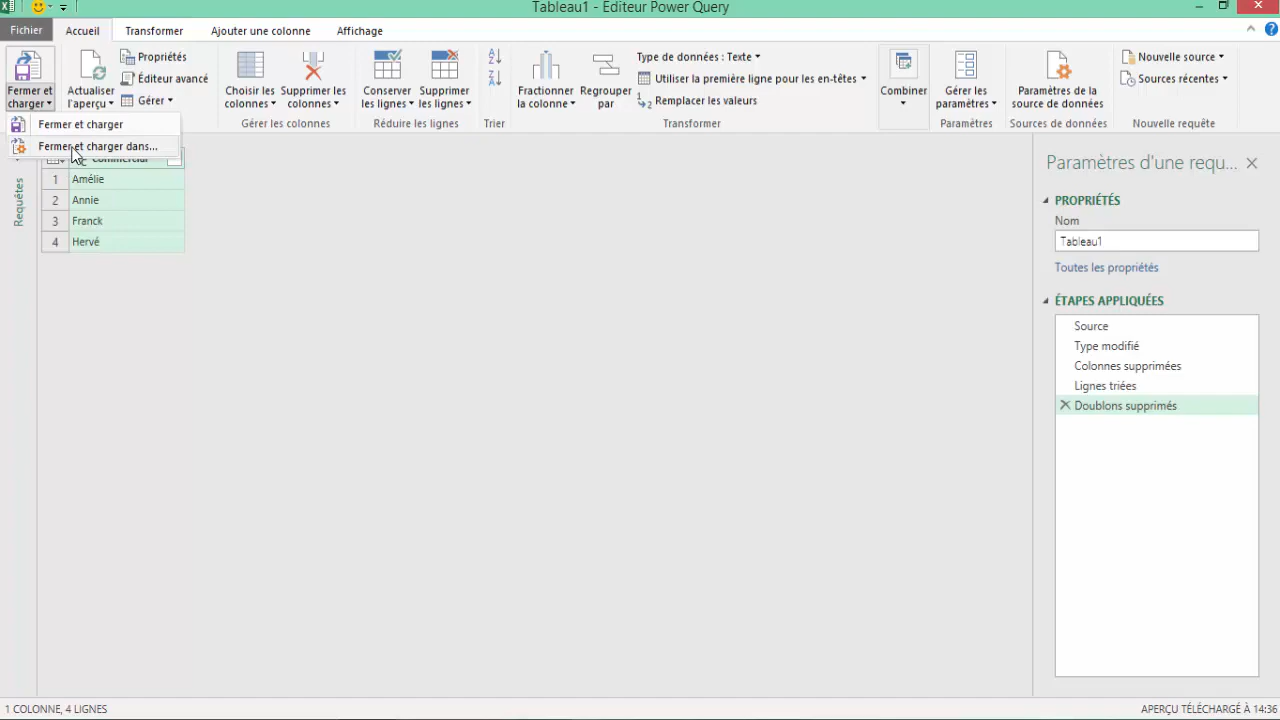 Tableau1 - Editeur Power Query
Fichier
Accueil
Transformer
Ajouter une colonne
Affichage
Fermer et
charger
Actualiser
l'aperçu
Propriétés
Éditeur avancé
Gérer
Choisir les
colonnes
Supprimer les
colonnes
Gérer les colonnes
Conserver
les lignes
Supprimer
les lignes
Réduire les lignes
Trier
Fractionner
la colonne
Regrouper
par
Type de données : Texte
Utiliser la première ligne pour les en-têtes
Remplacer les valeurs
Transformer
Combiner
Gérer les
paramètres
Paramètres
Paramètres de la
source de données
Sources de données
Nouvelle source
Sources récentes
Nouvelle requête
Fermer et charger
Fermer et charger dans...
Commercial
1 Amélie
2 Annie
3 Franck
4 Hervé
Requêtes
Paramètres d'une requ...
PROPRIÉTÉS
Nom
Tableau1
Toutes les propriétés
ÉTAPES APPLIQUÉES
Source
Type modifié
Colonnes supprimées
Lignes triées
Doublons supprimés
1 COLONNE, 4 LIGNES
APERÇU TÉLÉCHARGÉ À 14:36